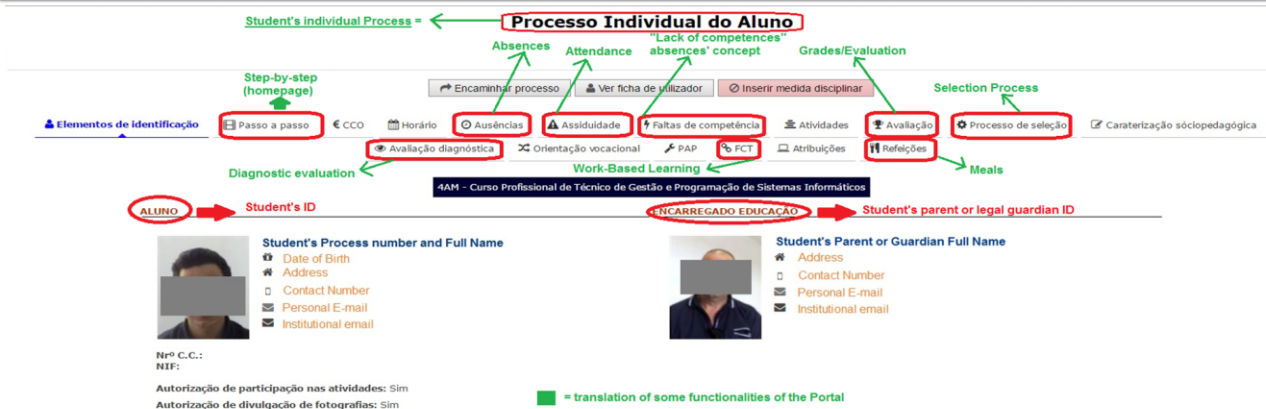 Student's individual Process = Processo Individual do Aluno
Absences Attendance "Lack of competences" absences' concept Grades/Evaluation
Step-by-step (homepage)
Encaminhar processo Ver ficha de utilizador Inserir medida disciplinar
Selection Process
Elementos de identificação Passo a passo € CCO Horário Ausências Assiduidade Faltas de competência Atividades Avaliação Processo de seleção Caraterização sóciopedagógica
Avaliação diagnóstica Orientação vocacional PAP FCT Atribuições Refeições
Diagnostic evaluation Work-Based Learning Meals
4AM - Curso Profissional de Técnico de Gestão e Programação de Sistemas Informáticos
ALUNO Student's ID ENCARREGADO EDUCAÇÃO Student's parent or legal guardian ID
Student's Process number and Full Name
Date of Birth
Address
Contact Number
Personal E-mail
Institutional email
Student's Parent or Guardian Full Name
Address
Contact Number
Personal E-mail
Institutional email
Nrº C.C.:
NIF:
Autorização de participação nas atividades: Sim
Autorização de divulgação de fotografias: Sim
= translation of some functionalities of the Portal